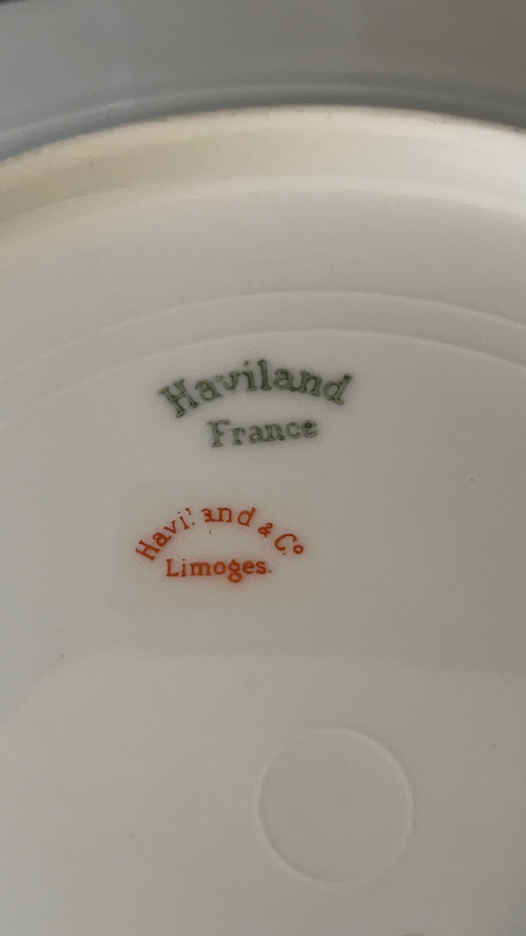 Haviland
France
Haviland & Co
Limoges.